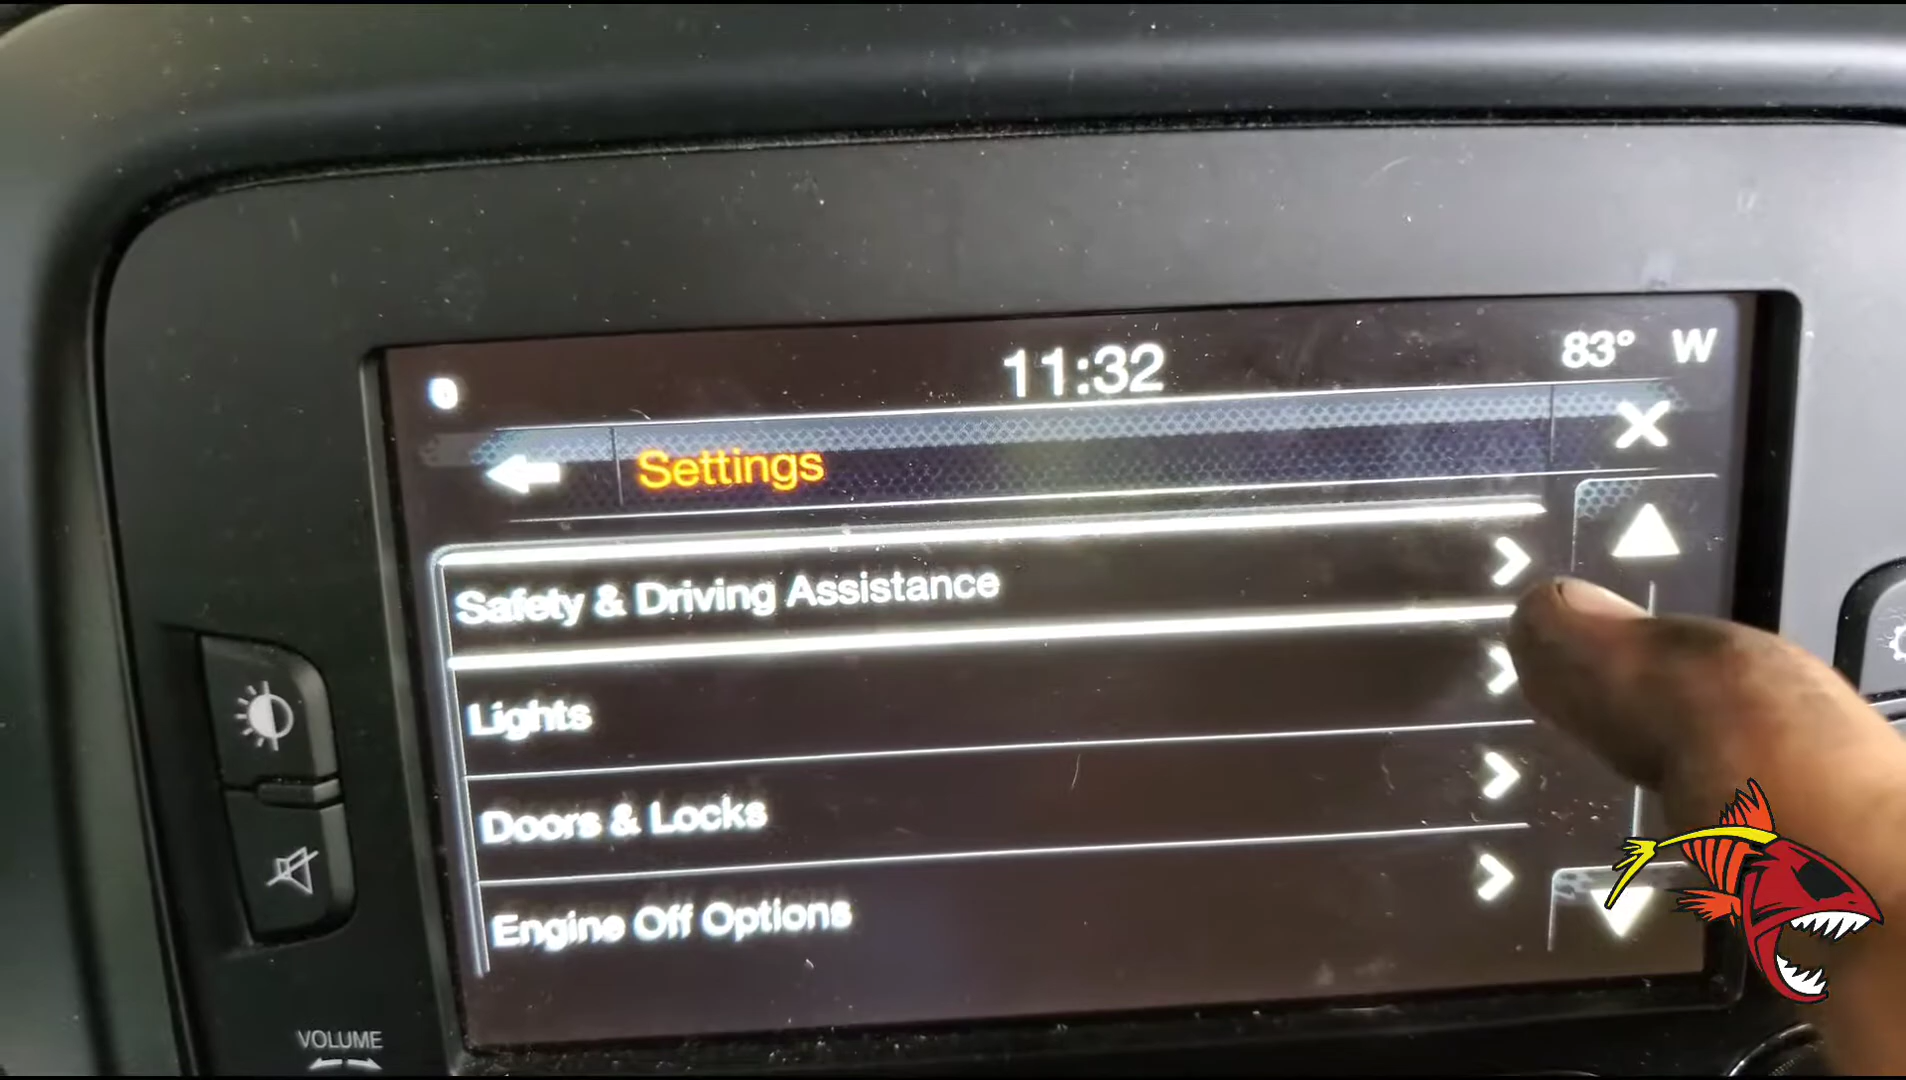 11:32
83° W
Settings
Safety & Driving Assistance
Lights
Doors & Locks
Engine Off Options
VOLUME